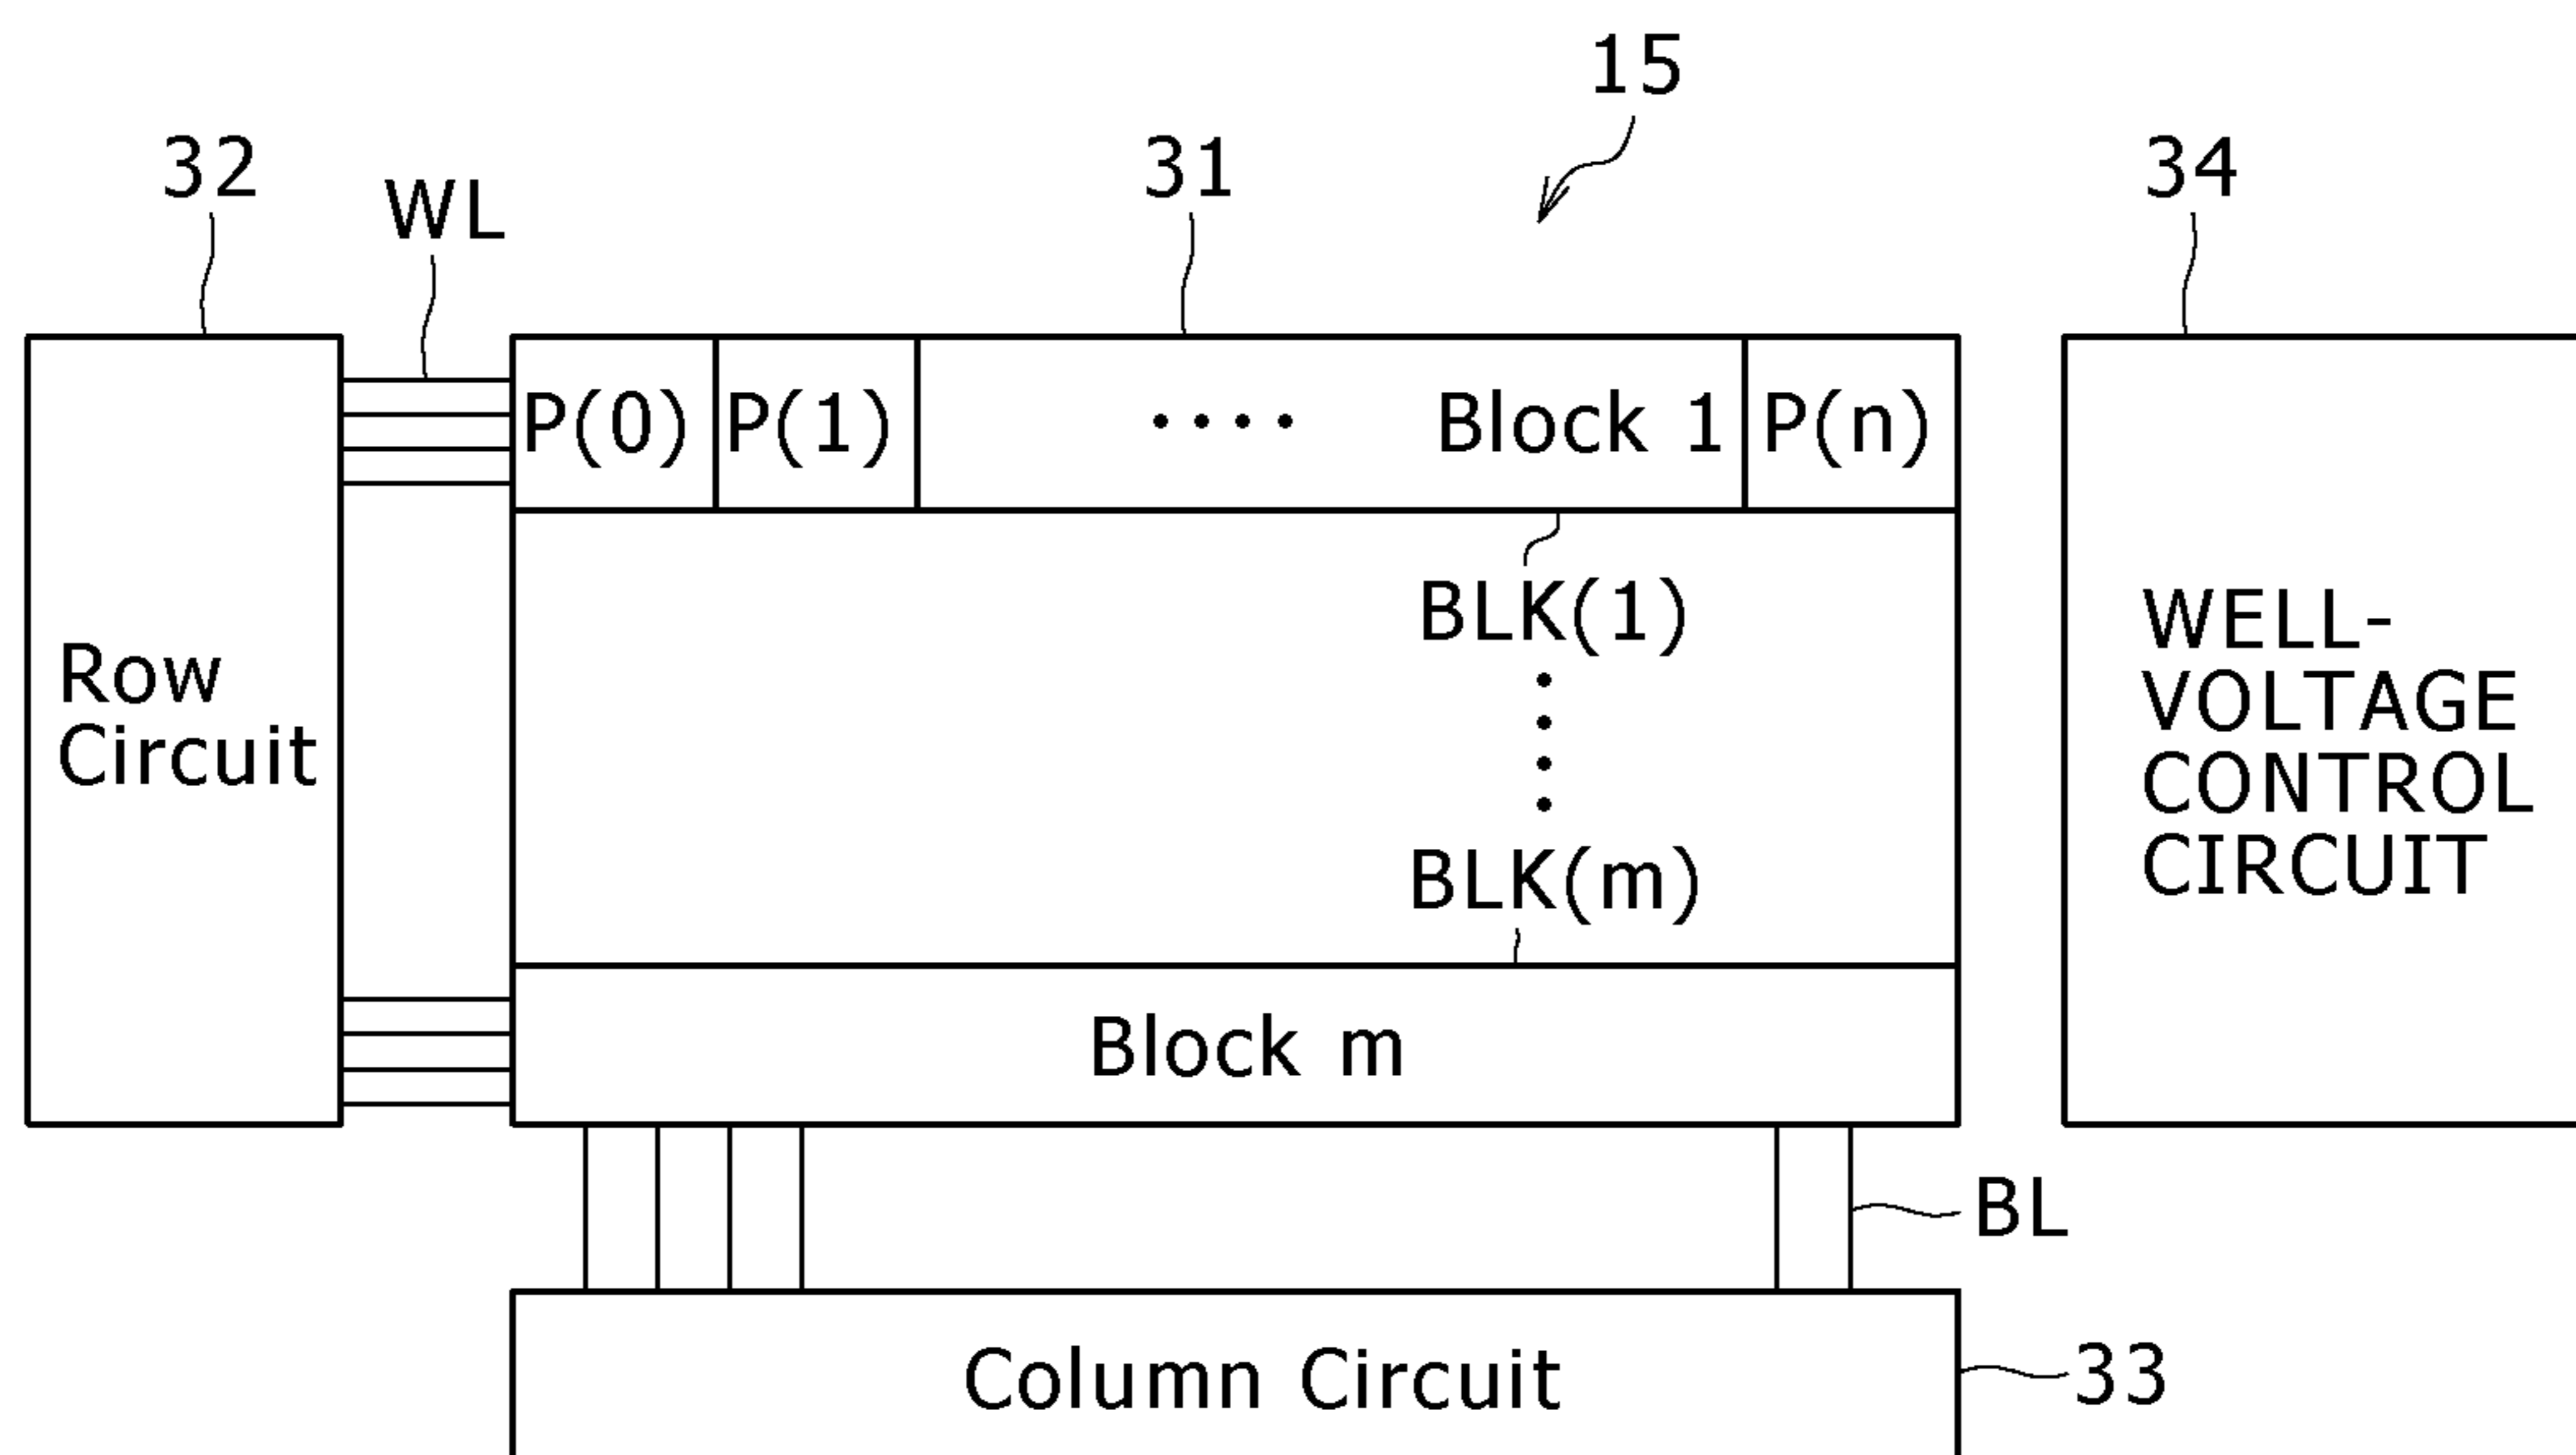 15
32
WL
31
34
P(0) P(1) •••• Block 1 P(n)
BLK(1)
BLK(m)
Row
Circuit
WELL-
VOLTAGE
CONTROL
CIRCUIT
Block m
BL
Column Circuit
33